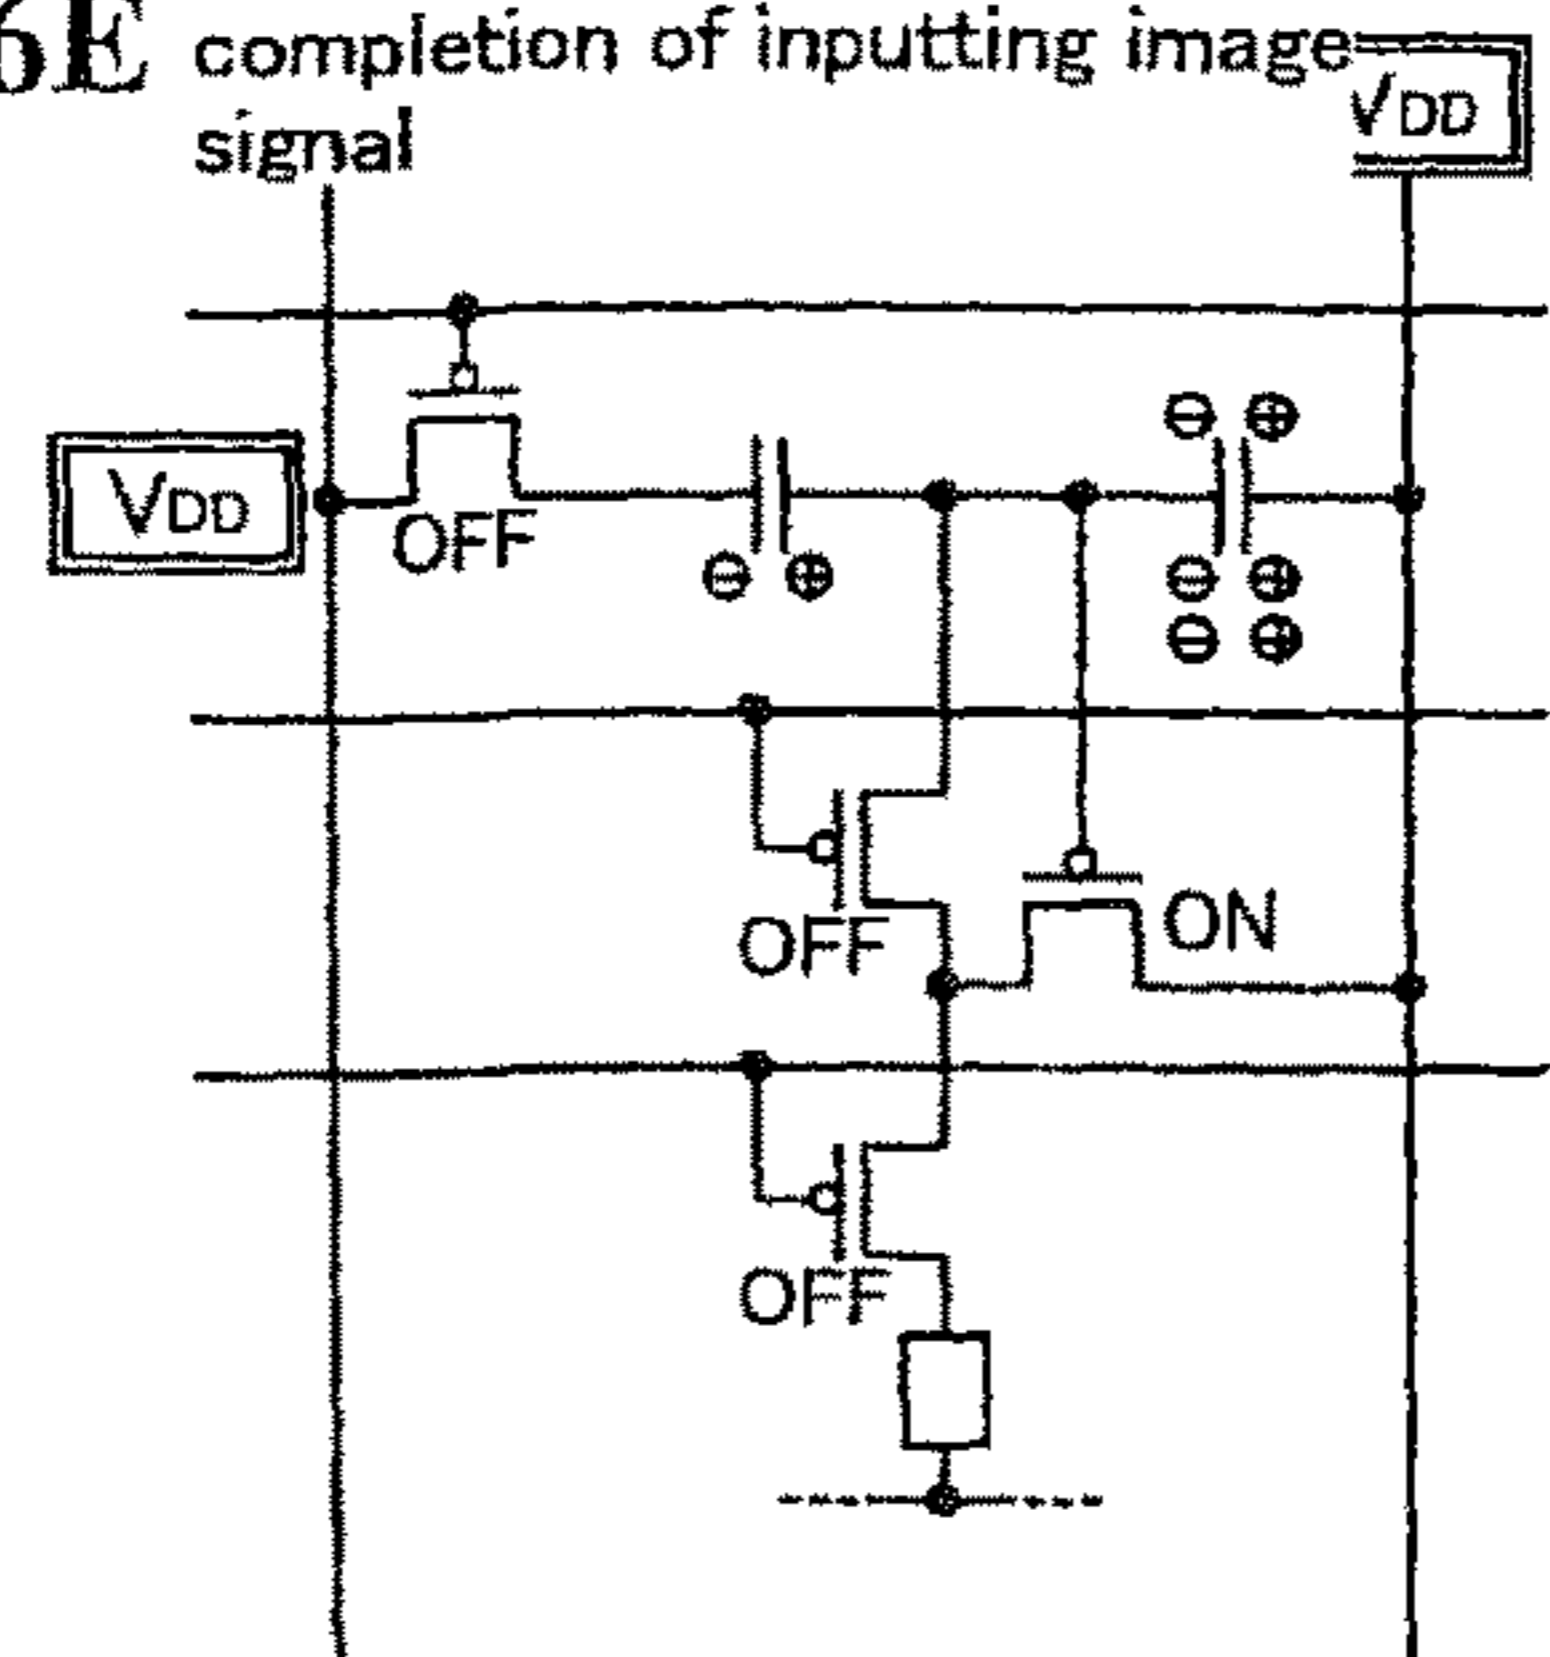 6E completion of inputting image
signal
VDD
VDD
OFF
⊖ ⊕
⊖ ⊕
⊖ ⊕
⊖ ⊕
OFF
ON
OFF